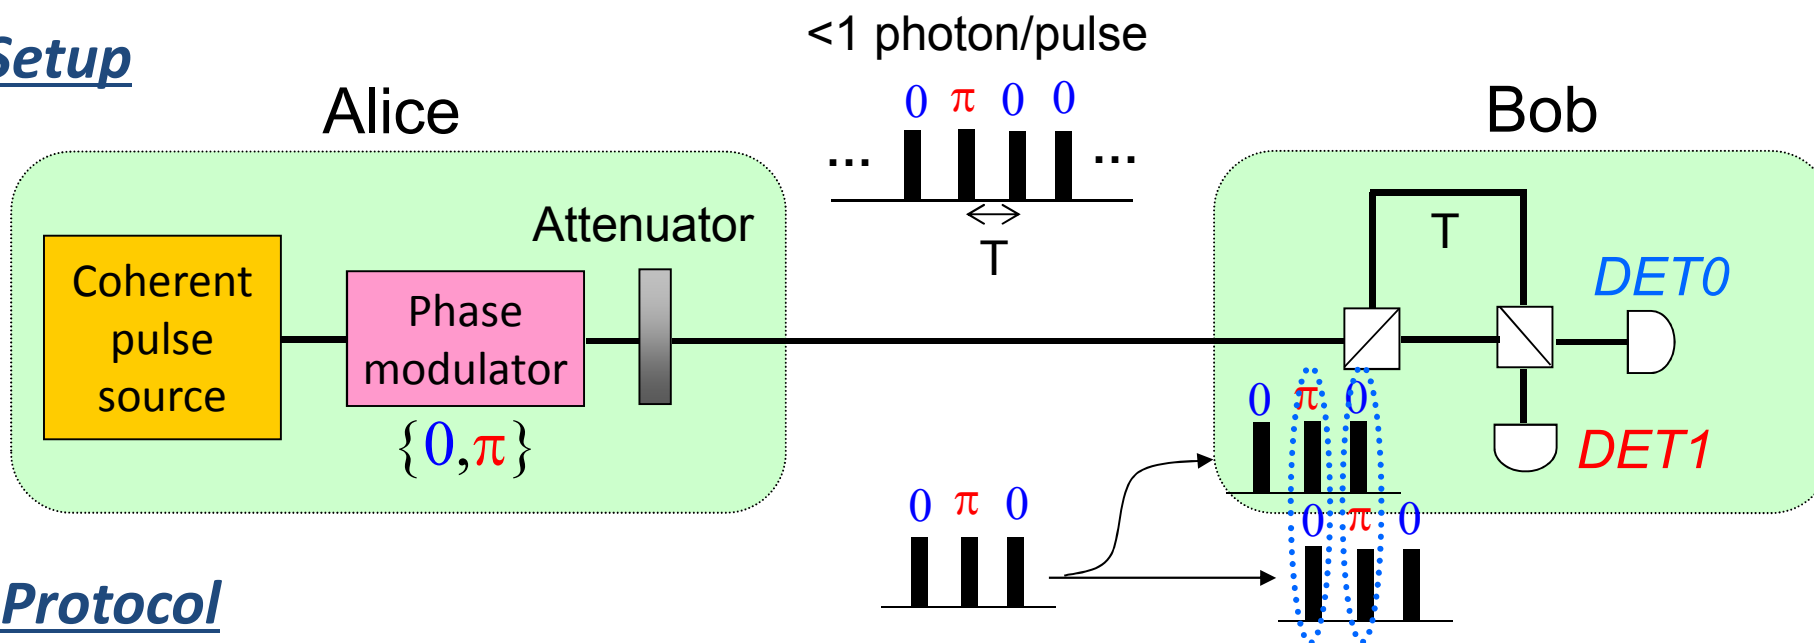 Setup
<1 photon/pulse
0 π 0 0
... ...
T
Alice
Bob
Attenuator
Coherent
pulse
source
Phase
modulator
{0,π}
T
DET0
DET1
0 π 0
0 π 0
0 π 0
Protocol